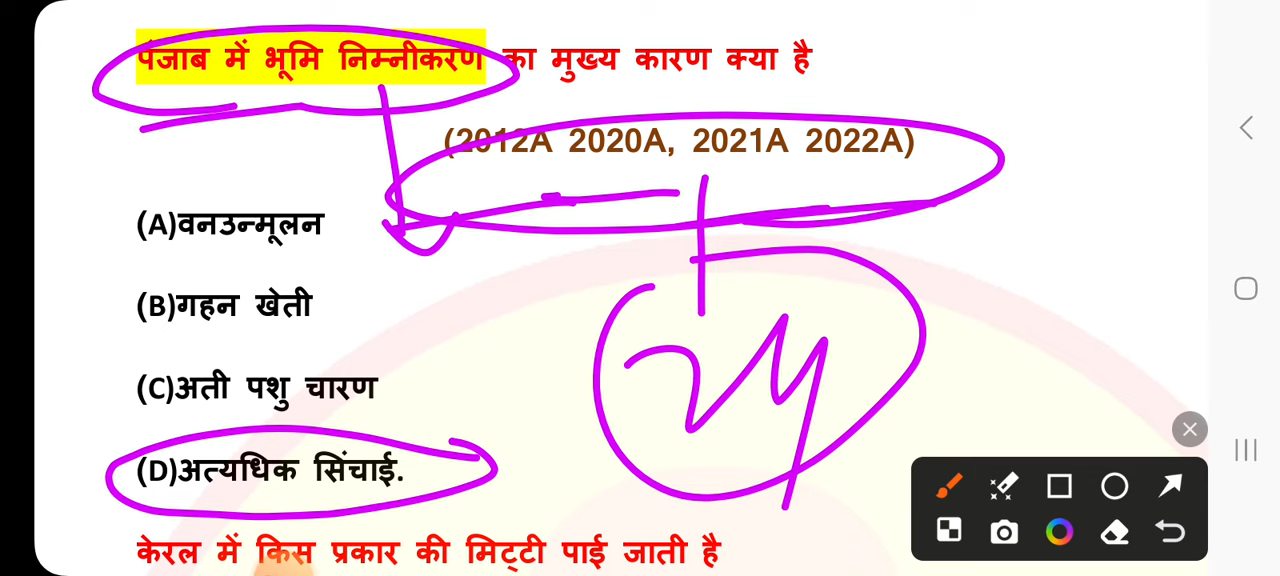 पंजाब में भूमि निम्नीकरण का मुख्य कारण क्या है
(2012A 2020A, 2021A 2022A)
(A)वनउन्मूलन
(B)गहन खेती
(C)अती पशु चारण
(D)अत्यधिक सिंचाई.
केरल में किस प्रकार की मिट्टी पाई जाती है